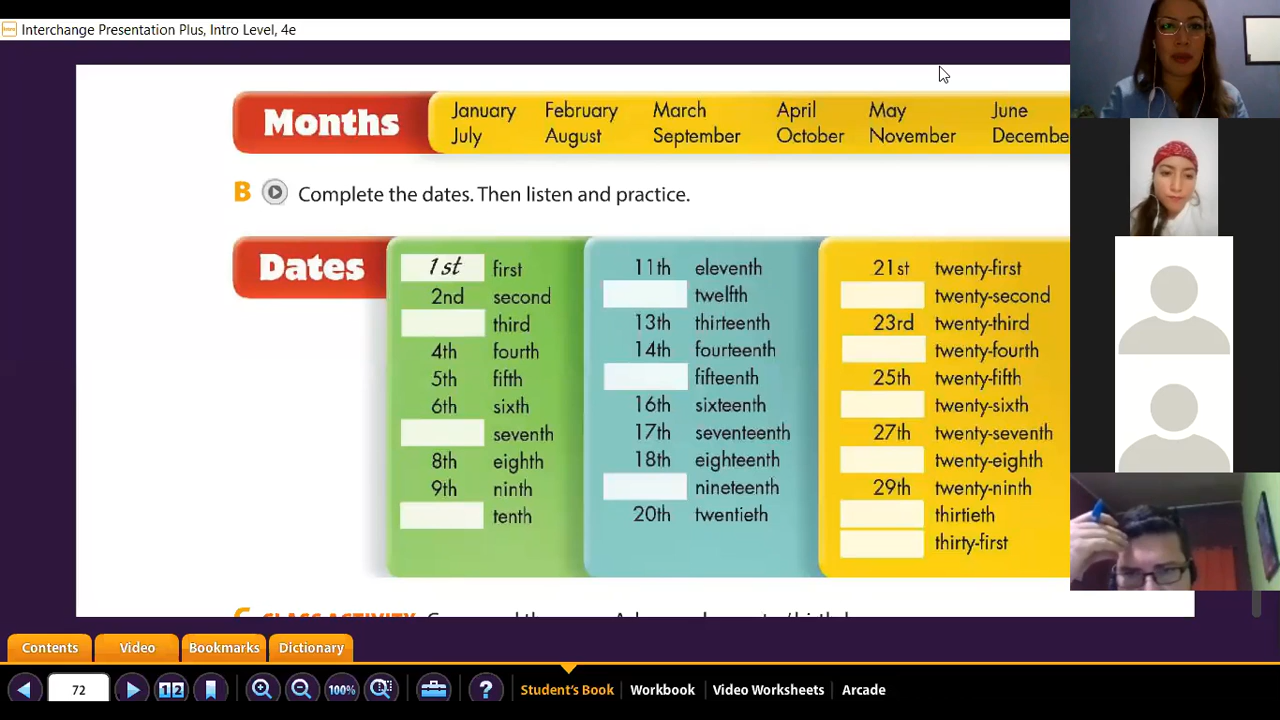 Interchange Presentation Plus, Intro Level, 4e
Months
January February March April May June
July August September October November Decembe
B Complete the dates. Then listen and practice.
Dates
1st first
2nd second
third
4th fourth
5th fifth
6th sixth
seventh
8th eighth
9th ninth
tenth
11th eleventh
twelfth
13th thirteenth
14th fourteenth
fifteenth
16th sixteenth
17th seventeenth
18th eighteenth
nineteenth
20th twentieth
21st twenty-first
twenty-second
23rd twenty-third
twenty-fourth
25th twenty-fifth
twenty-sixth
27th twenty-seventh
twenty-eighth
29th twenty-ninth
thirtieth
thirty-first
Contents Video Bookmarks Dictionary
72 12 100% ? Student's Book Workbook Video Worksheets Arcade